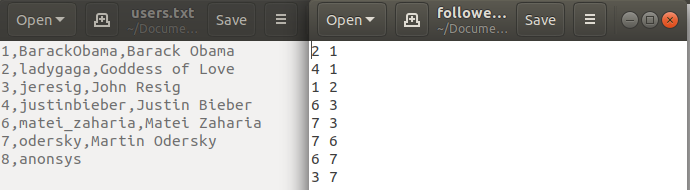 Open
users.txt
~/Docume...
Save
1,BarackObama,Barack Obama
2,ladygaga,Goddess of Love
3,jeresig,John Resig
4,justinbieber,Justin Bieber
6,matei_zaharia,Matei Zaharia
7,odersky,Martin Odersky
8,anonsys
Open
followe...
~/Docume...
Save
2 1
4 1
1 2
6 3
7 3
7 6
6 7
3 7